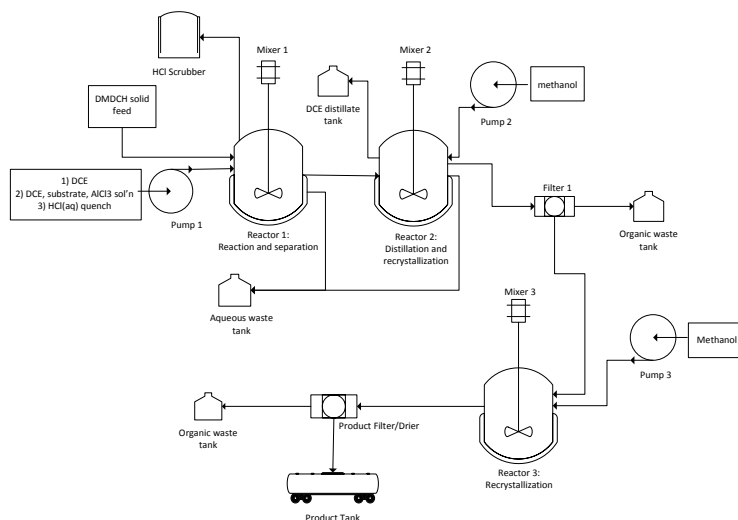 Mixer 1
Mixer 2
HCl Scrubber
DMDCH solid
feed
DCE distillate
tank
methanol
Pump 2
1) DCE
2) DCE, substrate, AlCl3 sol'n
3) HCl(aq) quench
Pump 1
Reactor 1:
Reaction and separation
Reactor 2:
Distillation and
recrystallization
Filter 1
Organic waste
tank
Aqueous waste
tank
Mixer 3
Methanol
Pump 3
Organic waste
tank
Product Filter/Drier
Reactor 3:
Recrystallization
Product Tank